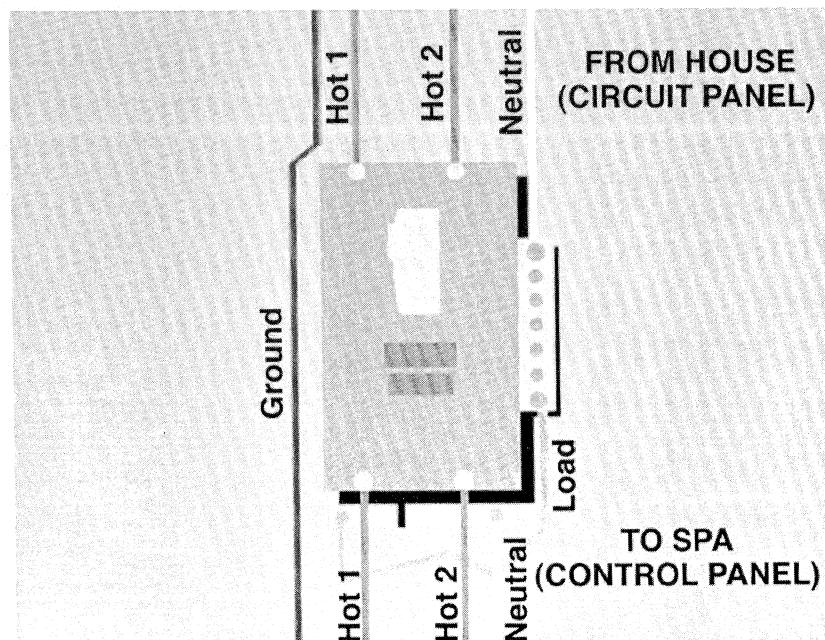 Hot 1
Hot 2
Neutral
FROM HOUSE
(CIRCUIT PANEL)
Ground
Load
TO SPA
(CONTROL PANEL)
Hot 1
Hot 2
Neutral